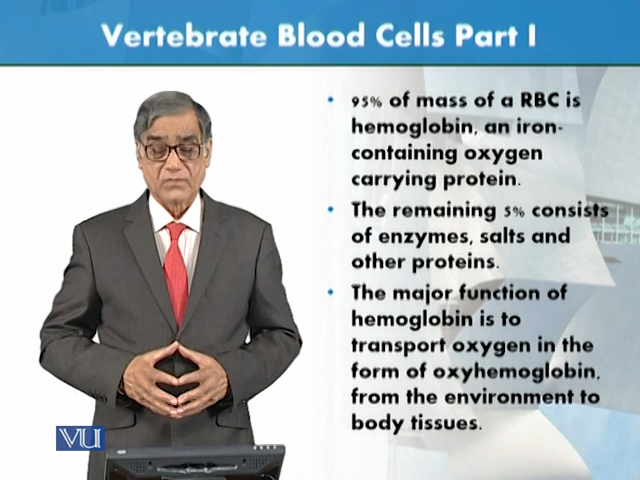 Vertebrate Blood Cells Part I
• 95% of mass of a RBC is
hemoglobin, an iron-
containing oxygen
carrying protein.
• The remaining 5% consists
of enzymes, salts and
other proteins.
• The major function of
hemoglobin is to
transport oxygen in the
form of oxyhemoglobin,
from the environment to
body tissues.
VU